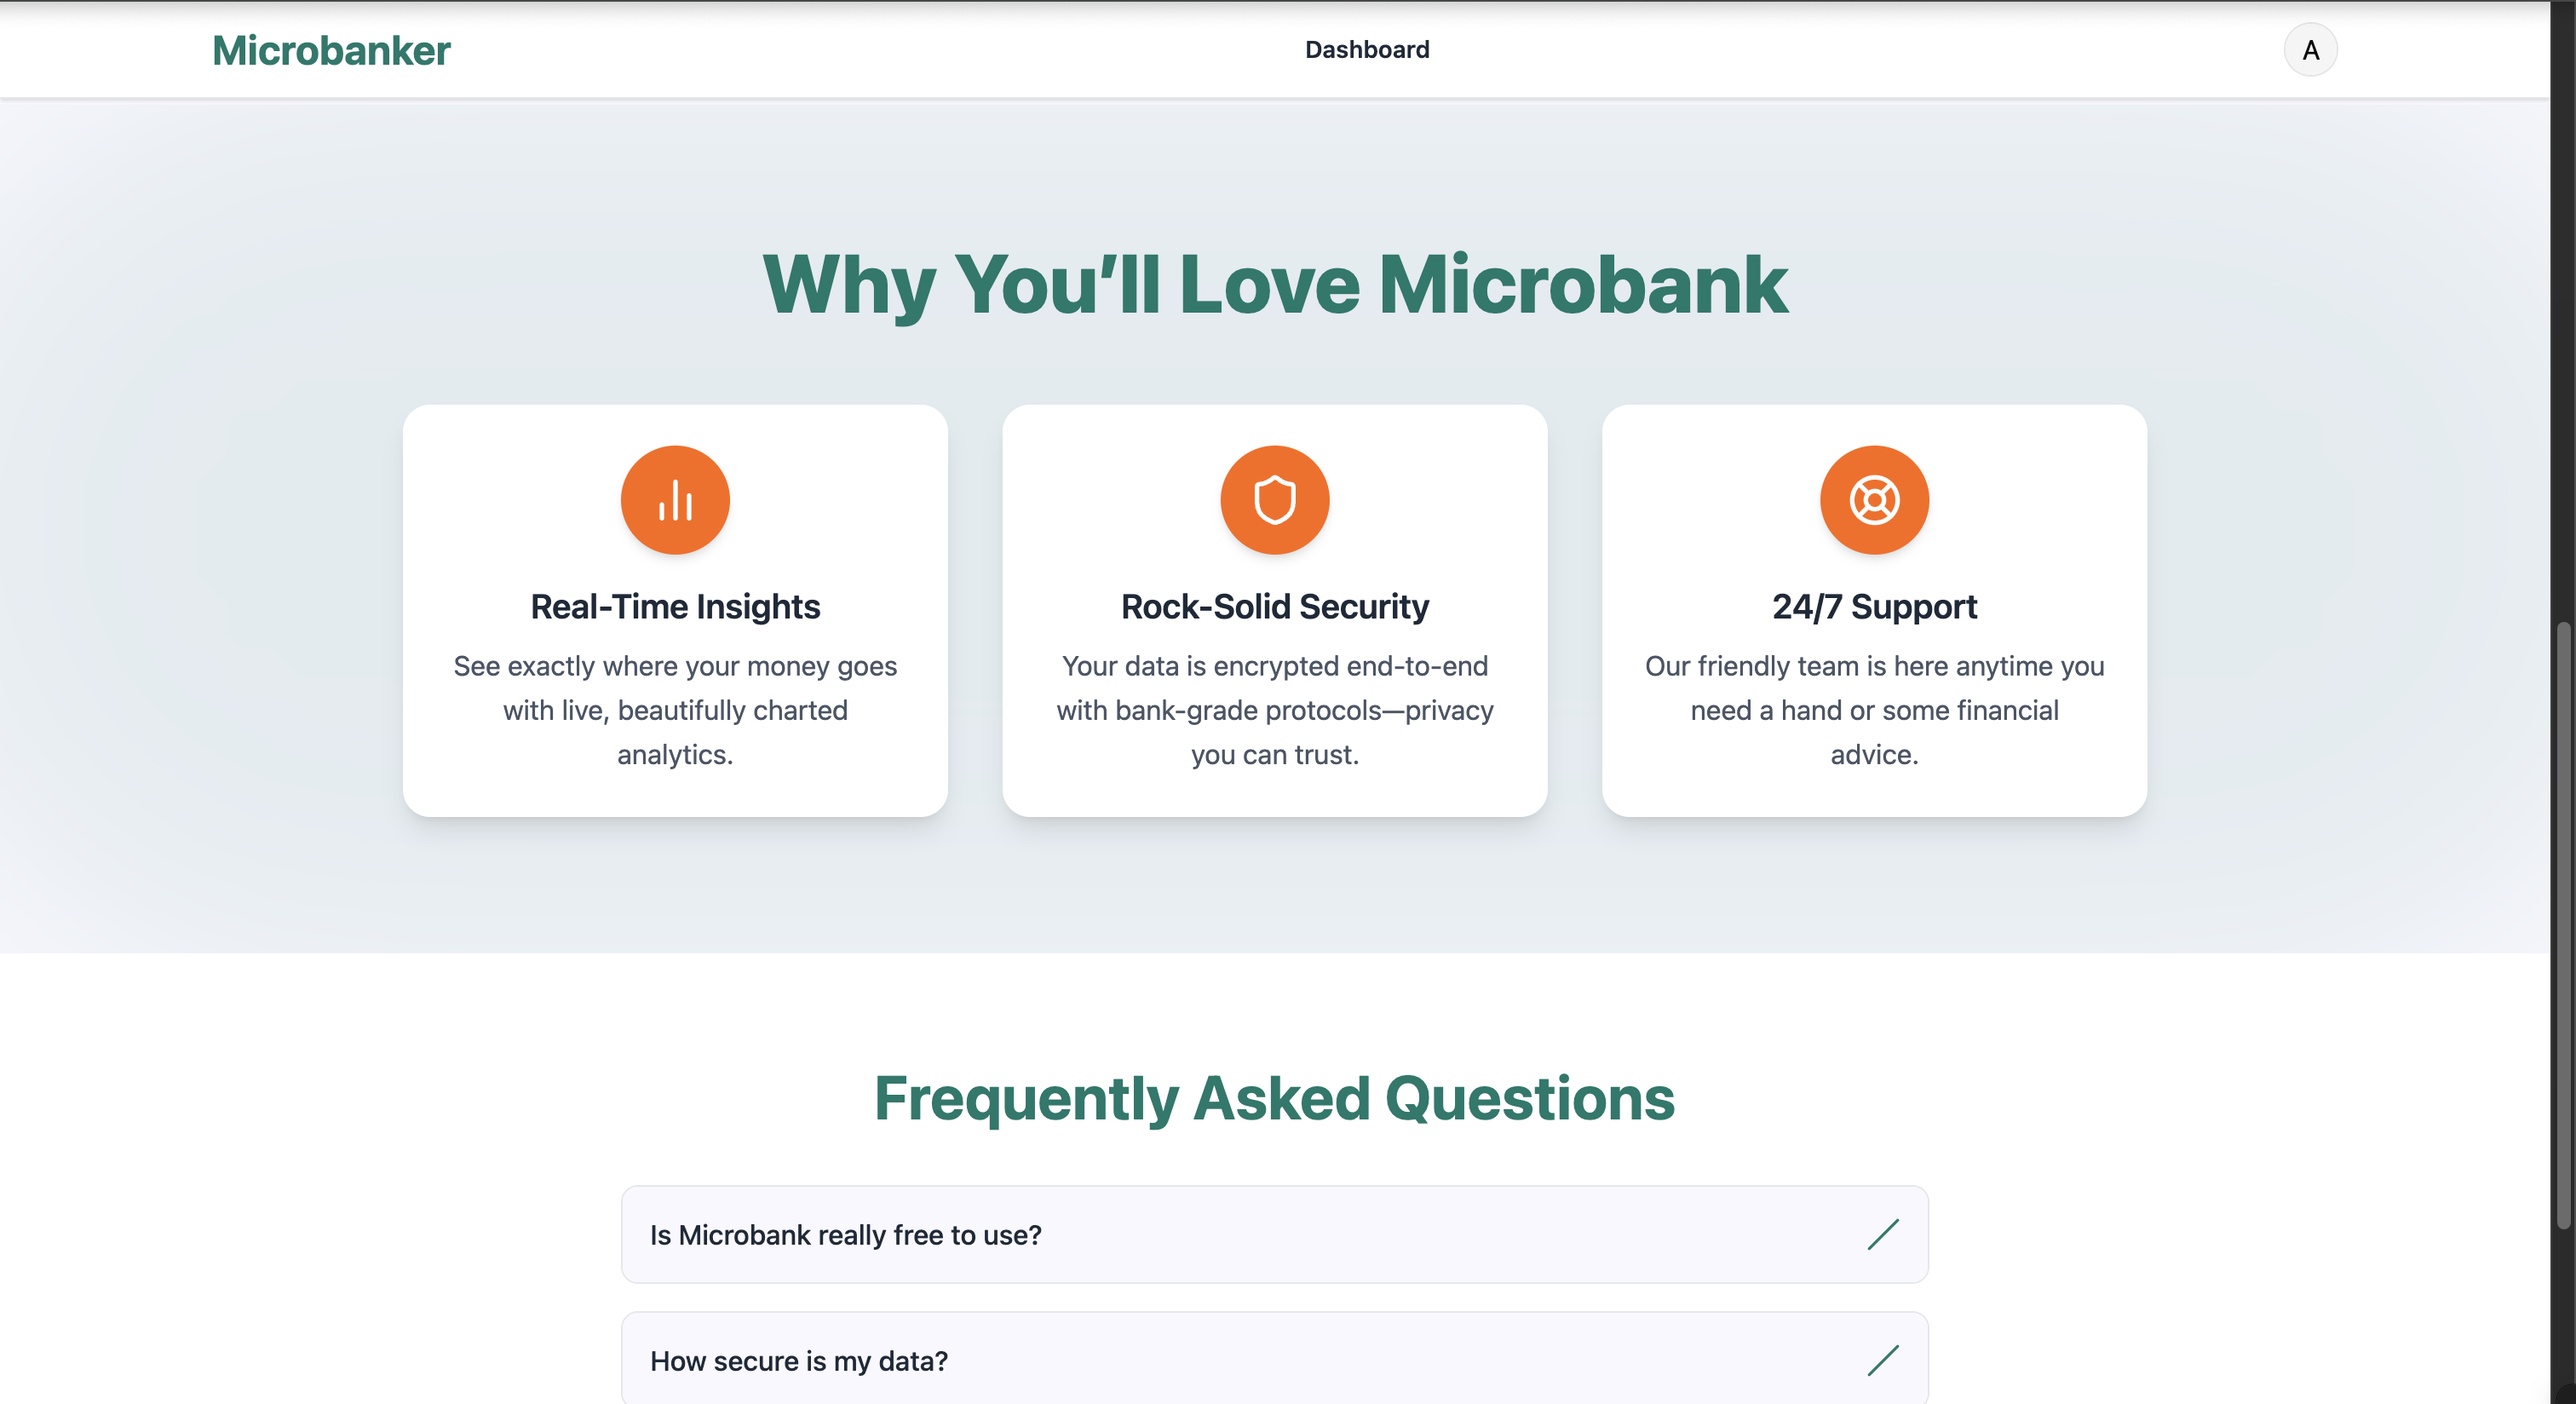 Microbanker
Dashboard
A
Why You’ll Love Microbank
Real-Time Insights
See exactly where your money goes
with live, beautifully charted
analytics.
Rock-Solid Security
Your data is encrypted end-to-end
with bank-grade protocols—privacy
you can trust.
24/7 Support
Our friendly team is here anytime you
need a hand or some financial
advice.
Frequently Asked Questions
Is Microbank really free to use?
How secure is my data?